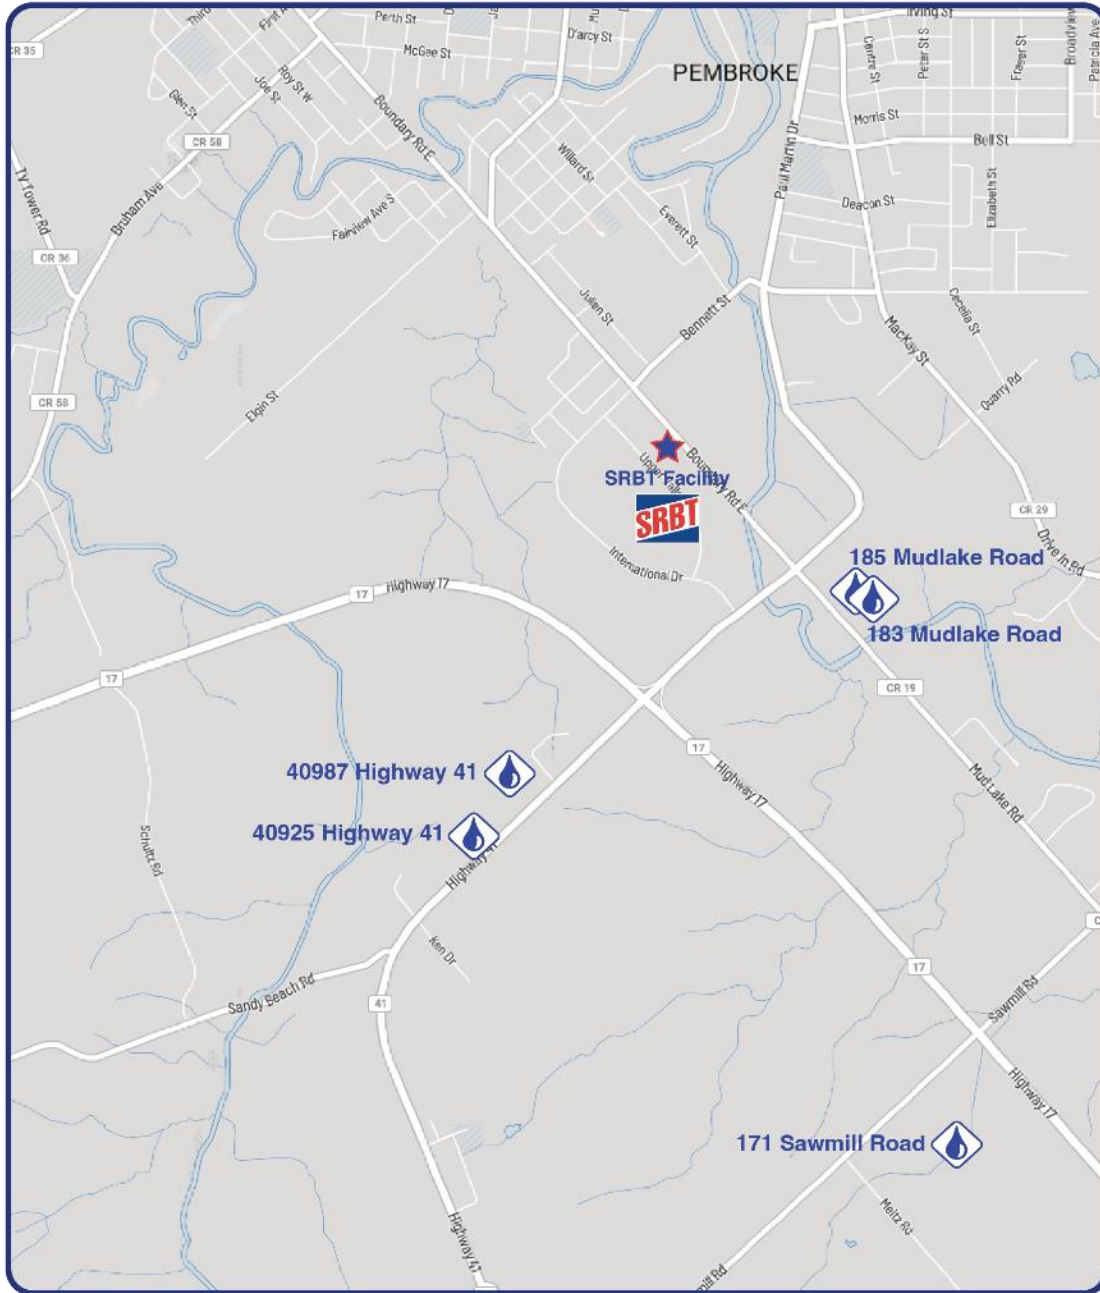 Perth St
McGee St
D'arcy St
Irving St
CR 35
First A
Third
Roy St W
Joe St
Glen St
Boundary Rd E
PEMBROKE
Centre St
Peter St S
Fraser St
Broadview
Patricia Ave
Morris St
Bell St
CR 58
Willard St
Paul Martin Dr
TV Tower Rd
Bruham Ave
Fairview Ave S
Everett St
Deacon St
Elizabeth St
CR 36
Julien St
Bennett St
Cecelia St
MacKay St
Quarry Rd
CR 58
Elgin St
SRBT Facility
Boundary Rd E
SRBT
CR 29
Drive In Rd
International Dr
185 Mudlake Road
183 Mudlake Road
Highway 17
17
17
CR 19
17
Highway 17
Mud Lake Rd
40987 Highway 41
40925 Highway 41
Highway 41
Schultz Rd
Ken Dr
17
Sandy Beach Rd
41
Sawmill Rd
Highway 17
171 Sawmill Road
Meitz Rd
Highway 41
mill Rd